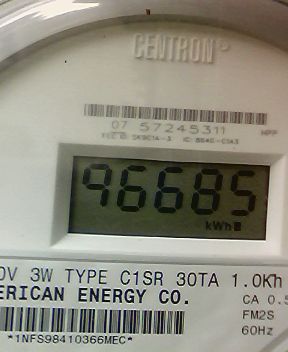 CENTRON
07 57245311
HPP
96685
kWh
0V 3W TYPE C1SR 30TA 1.0Kh
ERICAN ENERGY CO.
CA 0.5
FM2S
60Hz
*1NFS98410366MEC*